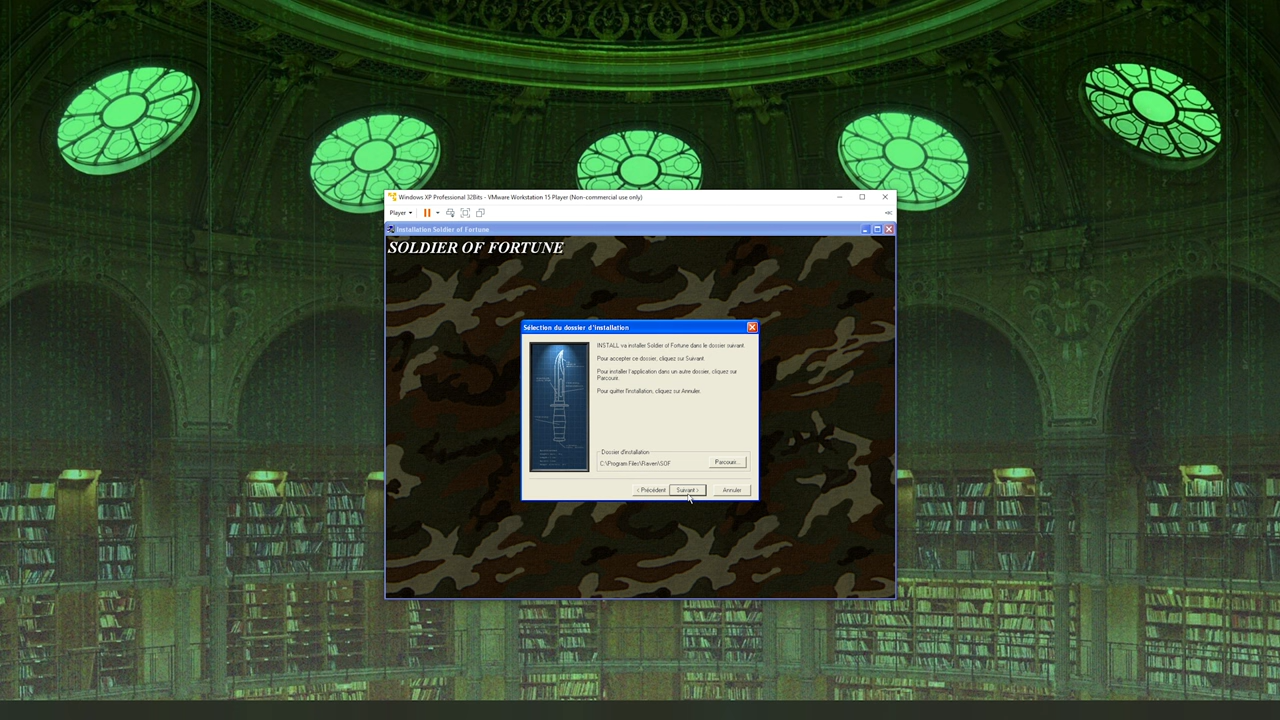 Windows XP Professional 32Bits - VMware Workstation 15 Player (Non-commercial use only)
Player
Installation Soldier of Fortune
SOLDIER OF FORTUNE
Sélection du dossier d'installation
INSTALL va installer Soldier of Fortune dans le dossier suivant.
Pour accepter ce dossier, cliquez sur Suivant.
Pour installer l'application dans un autre dossier, cliquez sur
Parcourir.
Pour quitter l'installation, cliquez sur Annuler.
Dossier d'installation
C:\Program Files\Raven\SOF
Parcourir...
< Précédent
Suivant >
Annuler